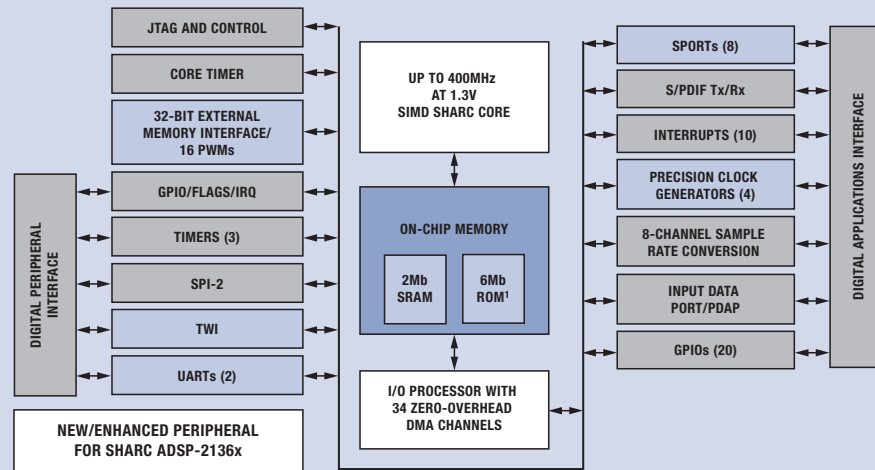 JTAG AND CONTROL
CORE TIMER
32-BIT EXTERNAL
MEMORY INTERFACE/
16 PWMs
GPIO/FLAGS/IRQ
TIMERS (3)
SPI-2
TWI
UARTs (2)
DIGITAL PERIPHERAL
INTERFACE
NEW/ENHANCED PERIPHERAL
FOR SHARC ADSP-2136x
UP TO 400MHz
AT 1.3V
SIMD SHARC CORE
ON-CHIP MEMORY
2Mb
SRAM
6Mb
ROM¹
I/O PROCESSOR WITH
34 ZERO-OVERHEAD
DMA CHANNELS
SPORTs (8)
S/PDIF Tx/Rx
INTERRUPTS (10)
PRECISION CLOCK
GENERATORS (4)
8-CHANNEL SAMPLE
RATE CONVERSION
INPUT DATA
PORT/PDAP
GPIOs (20)
DIGITAL APPLICATIONS INTERFACE